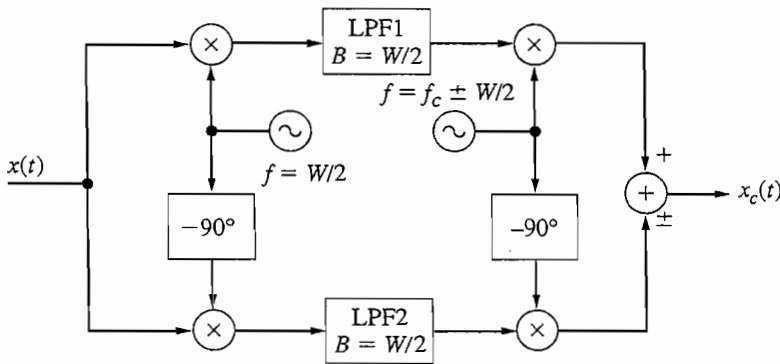 LPF1
B = W/2
×
×
f = f_c ± W/2
~
~
f = W/2
x(t)
+
−90°
–90°
+
x_c(t)
±
LPF2
×
B = W/2
×